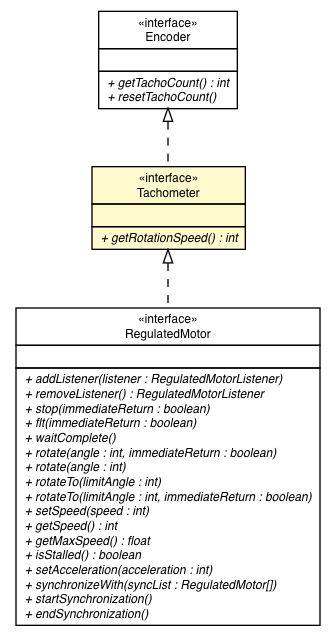 «interface»
Encoder
+ getTachoCount() : int
+ resetTachoCount()
«interface»
Tachometer
+ getRotationSpeed() : int
«interface»
RegulatedMotor
+ addListener(listener : RegulatedMotorListener)
+ removeListener() : RegulatedMotorListener
+ stop(immediateReturn : boolean)
+ flt(immediateReturn : boolean)
+ waitComplete()
+ rotate(angle : int, immediateReturn : boolean)
+ rotate(angle : int)
+ rotateTo(limitAngle : int)
+ rotateTo(limitAngle : int, immediateReturn : boolean)
+ setSpeed(speed : int)
+ getSpeed() : int
+ getMaxSpeed() : float
+ isStalled() : boolean
+ setAcceleration(acceleration : int)
+ synchronizeWith(syncList : RegulatedMotor[])
+ startSynchronization()
+ endSynchronization()